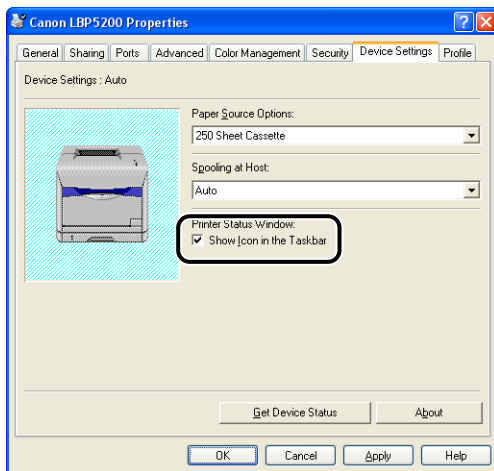 Canon LBP5200 Properties
General Sharing Ports Advanced Color Management Security Device Settings Profile
Device Settings : Auto
Paper Source Options:
250 Sheet Cassette
Spooling at Host:
Auto
Printer Status Window:
Show Icon in the Taskbar
Get Device Status About
OK Cancel Apply Help